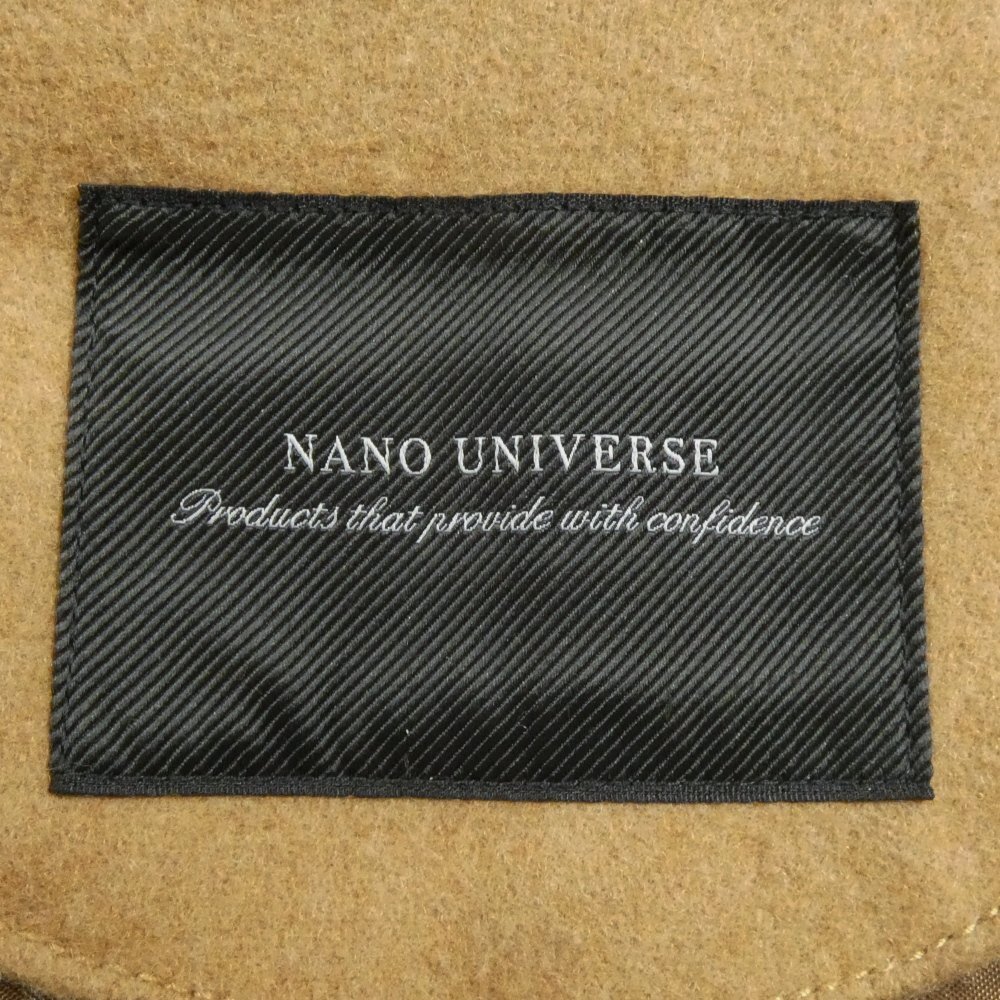 NANO UNIVERSE
Products that provide with confidence